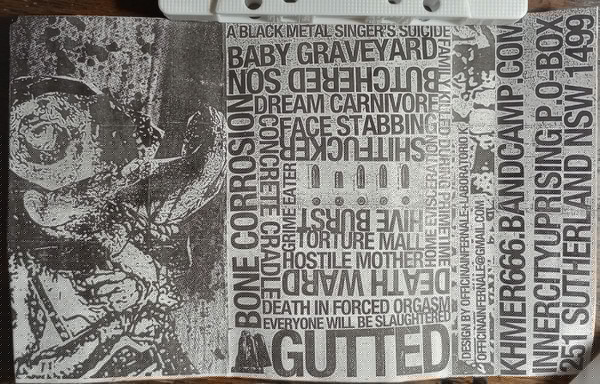 A BLACK METAL SINGER'S SUICIDE
BABY GRAVEYARD
BUTCHERED SON
DREAM CARNIVORE
FACE STABBING
SHITFUCKER
HIVE BURST
TORTURE MALL
HOSTILE MOTHER
DEATH WARD
DEATH IN FORCED ORGASM
EVERYONE WILL BE SLAUGHTERED
GUTTED
BONE CORROSION
CONCRETE CRADLE
GRIME EATER
HOME EVISCERATION
FAMILY KILLED DURING PRIMETIME
DESIGN BY OFFICINAINFERNALE+LABORATORIO
OFFICINAINFERNALE@GMAIL.COM
KHMER666.BANDCAMP.COM
INNERCITYUPRISING P.O-BOX
251 SUTHERLAND NSW 1499